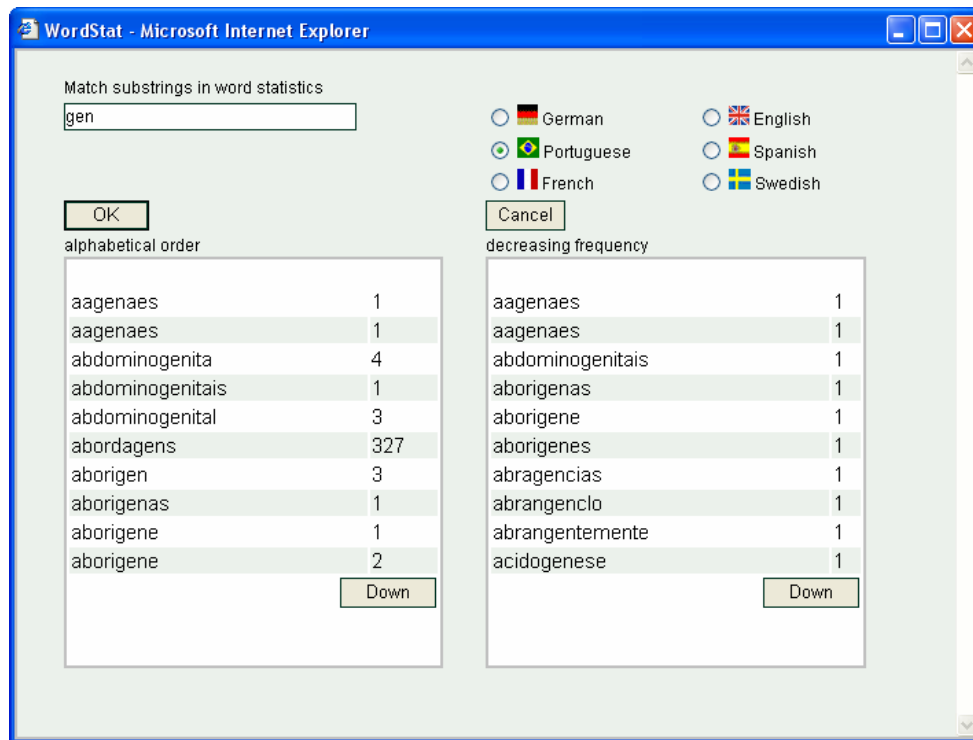 WordStat - Microsoft Internet Explorer
Match substrings in word statistics
gen
German
English
Portuguese
Spanish
French
Swedish
OK
Cancel
alphabetical order
aagenaes 1
aagenaes 1
abdominogenita 4
abdominogenitais 1
abdominogenital 3
abordagens 327
aborigen 3
aborigenas 1
aborigene 1
aborigene 2
Down
decreasing frequency
aagenaes 1
aagenaes 1
abdominogenitais 1
aborigenas 1
aborigene 1
aborigenes 1
abragencias 1
abrangenclo 1
abrangentemente 1
acidogenese 1
Down